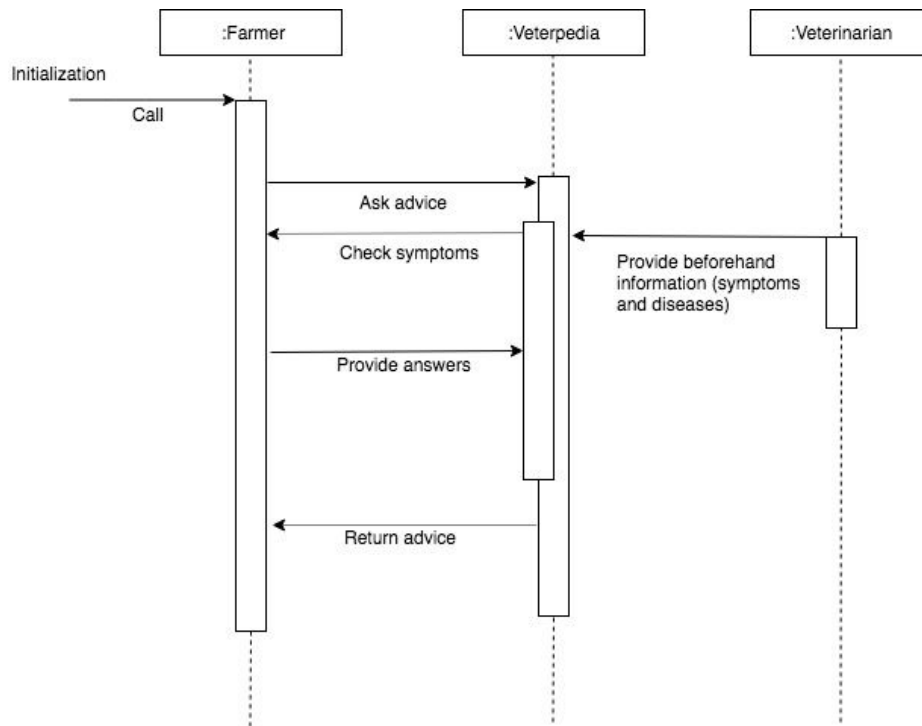 :Farmer
:Veterpedia
:Veterinarian
Initialization
Call
Ask advice
Check symptoms
Provide beforehand
information (symptoms
and diseases)
Provide answers
Return advice